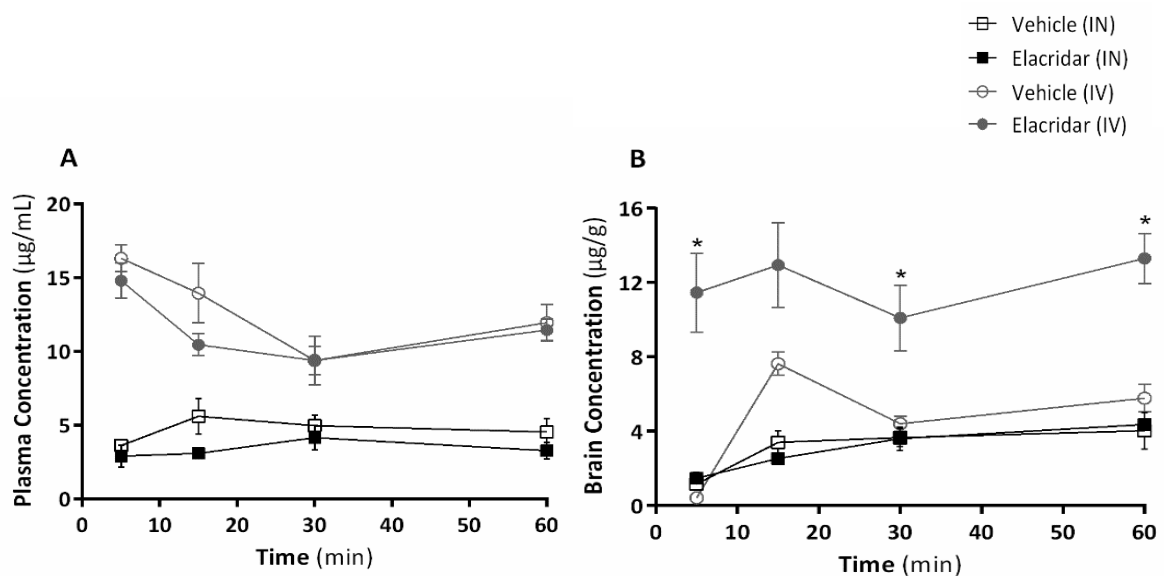 Vehicle (IN)
Elacridar (IN)
Vehicle (IV)
Elacridar (IV)
A
Plasma Concentration (µg/mL)
20
15
10
5
0
0 10 20 30 40 50 60
Time (min)
B
Brain Concentration (µg/g)
16
12
8
4
0
* * *
0 10 20 30 40 50 60
Time (min)